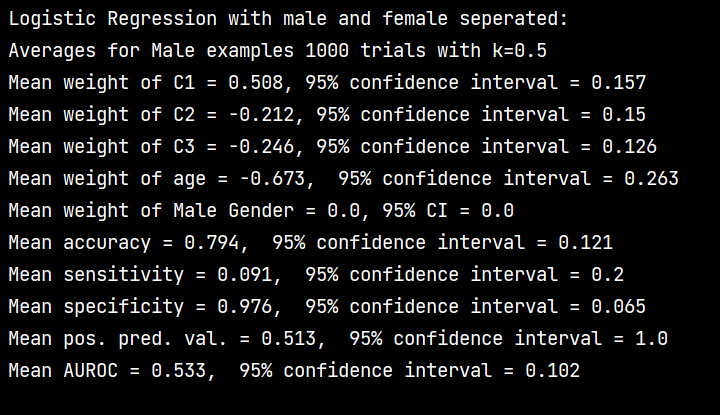 Logistic Regression with male and female seperated:
Averages for Male examples 1000 trials with k=0.5
Mean weight of C1 = 0.508, 95% confidence interval = 0.157
Mean weight of C2 = -0.212, 95% confidence interval = 0.15
Mean weight of C3 = -0.246, 95% confidence interval = 0.126
Mean weight of age = -0.673,  95% confidence interval = 0.263
Mean weight of Male Gender = 0.0, 95% CI = 0.0
Mean accuracy = 0.794,  95% confidence interval = 0.121
Mean sensitivity = 0.091,  95% confidence interval = 0.2
Mean specificity = 0.976,  95% confidence interval = 0.065
Mean pos. pred. val. = 0.513,  95% confidence interval = 1.0
Mean AUROC = 0.533,  95% confidence interval = 0.102